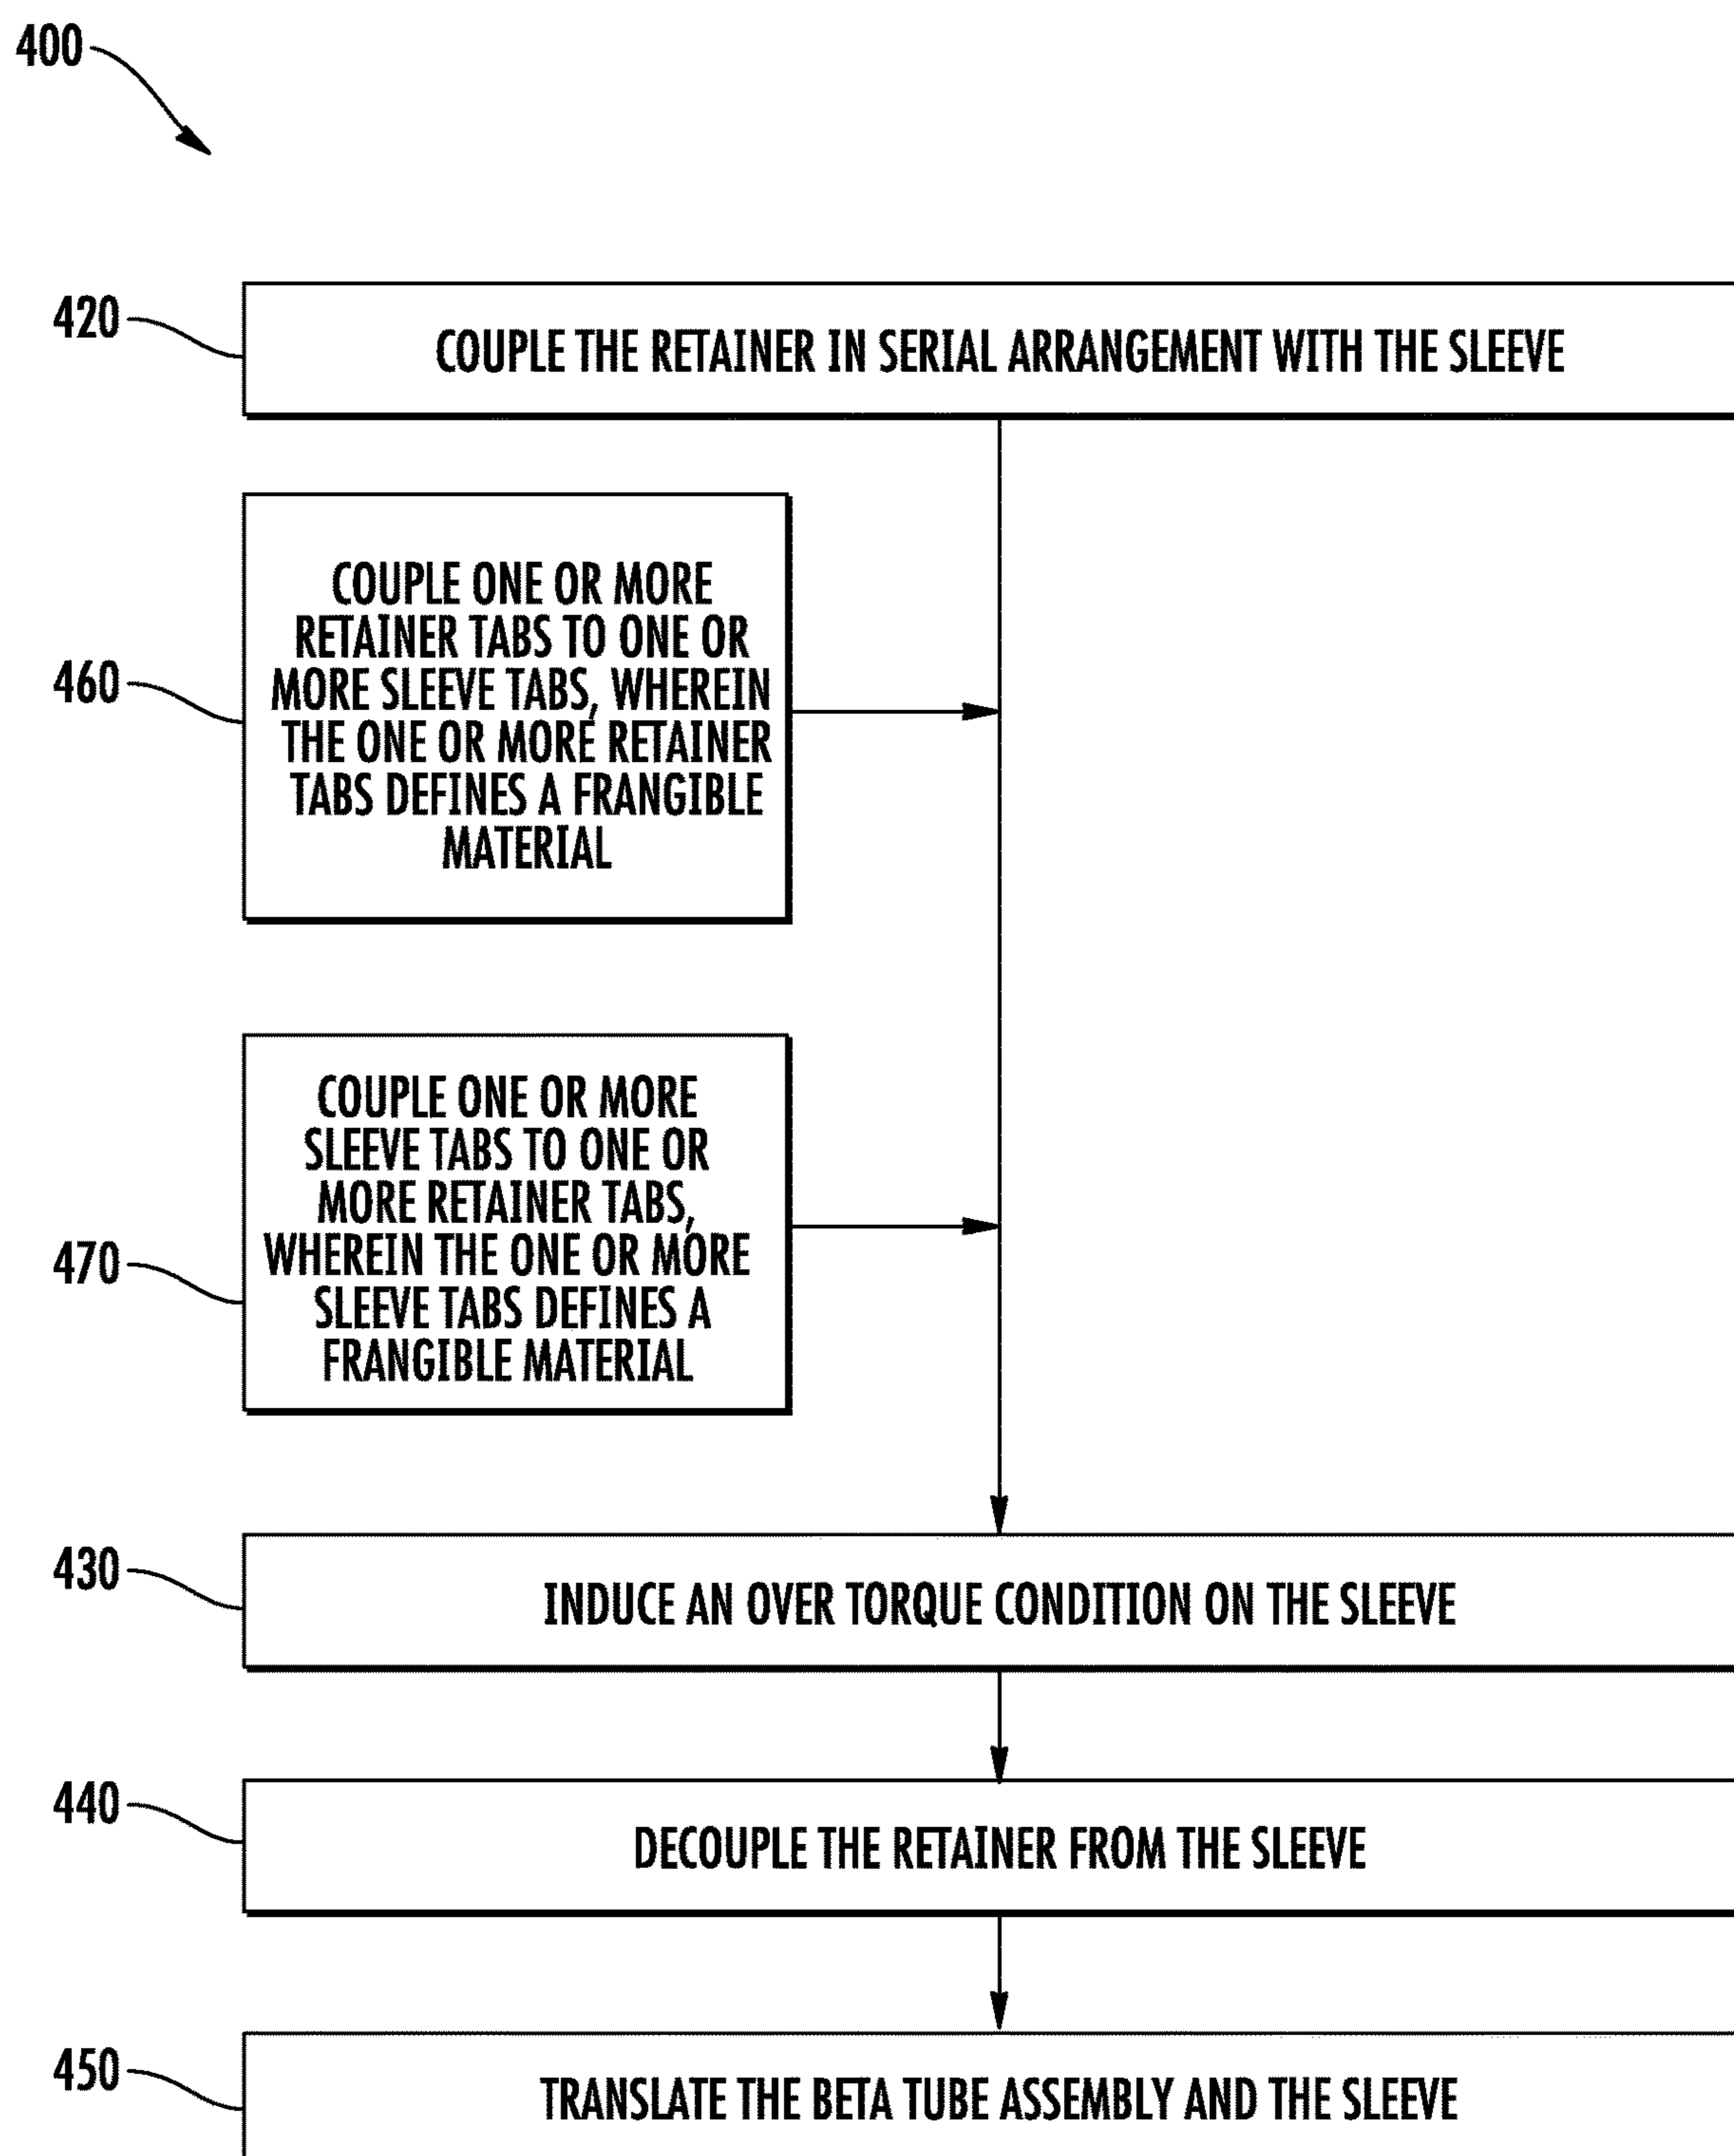 400
420
COUPLE THE RETAINER IN SERIAL ARRANGEMENT WITH THE SLEEVE
460
COUPLE ONE OR MORE
RETAINER TABS TO ONE OR
MORE SLEEVE TABS, WHEREIN
THE ONE OR MORE RETAINER
TABS DEFINES A FRANGIBLE
MATERIAL
470
COUPLE ONE OR MORE
SLEEVE TABS TO ONE OR
MORE RETAINER TABS,
WHEREIN THE ONE OR MORE
SLEEVE TABS DEFINES A
FRANGIBLE MATERIAL
430
INDUCE AN OVER TORQUE CONDITION ON THE SLEEVE
440
DECOUPLE THE RETAINER FROM THE SLEEVE
450
TRANSLATE THE BETA TUBE ASSEMBLY AND THE SLEEVE